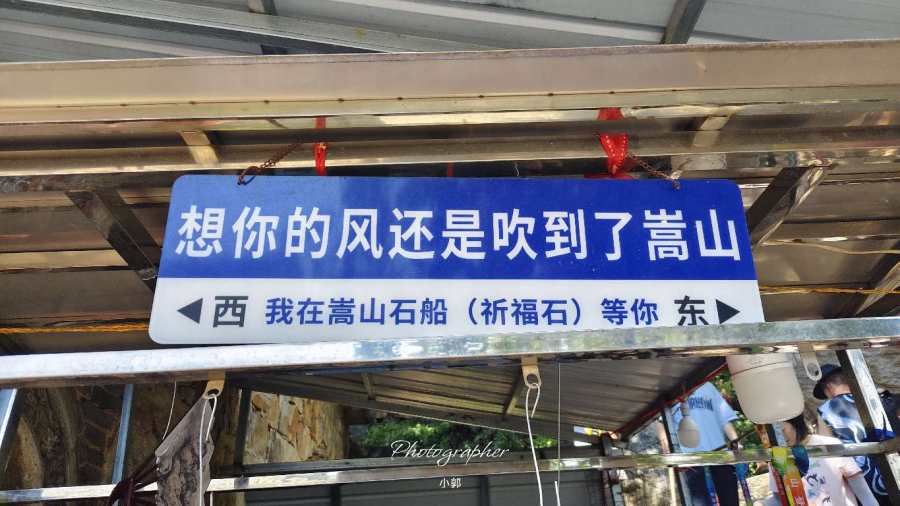 想你的风还是吹到了嵩山
◀西 我在嵩山石船（祈福石）等你 东▶
Photographer
小郭